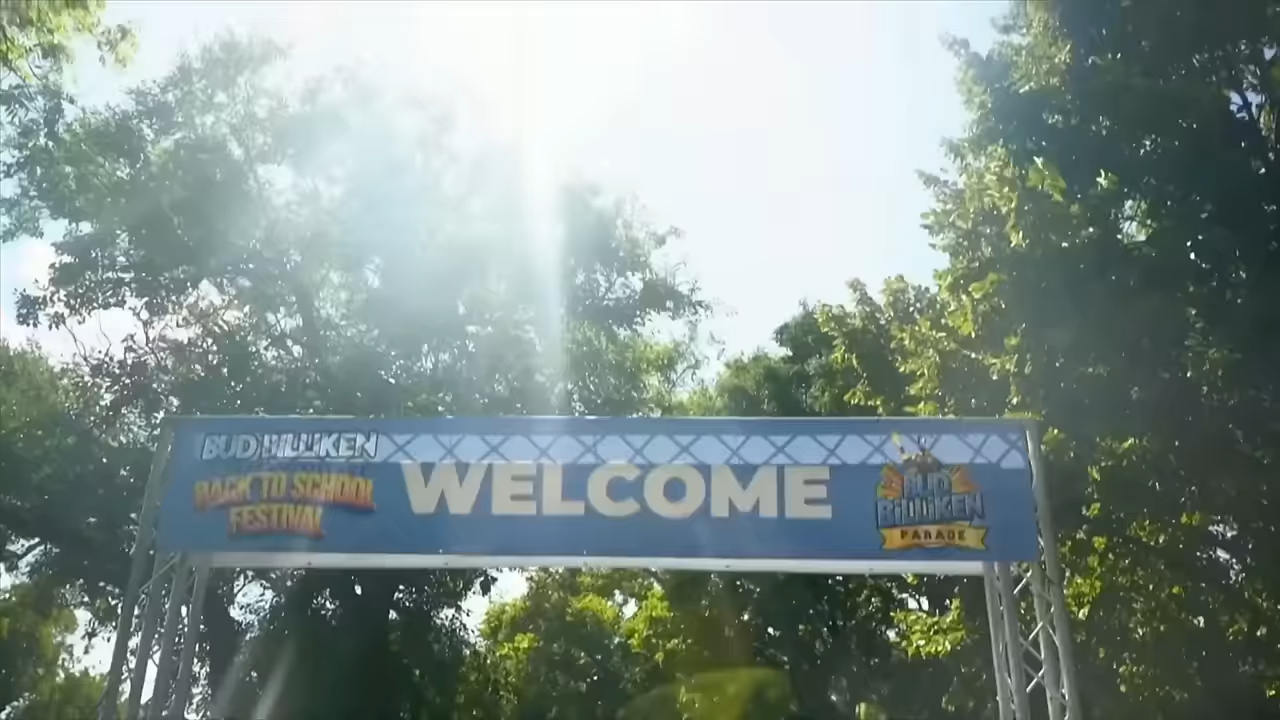 BUD BILLIKEN
BACK TO SCHOOL
FESTIVAL
WELCOME
BUD
BILLIKEN
PARADE